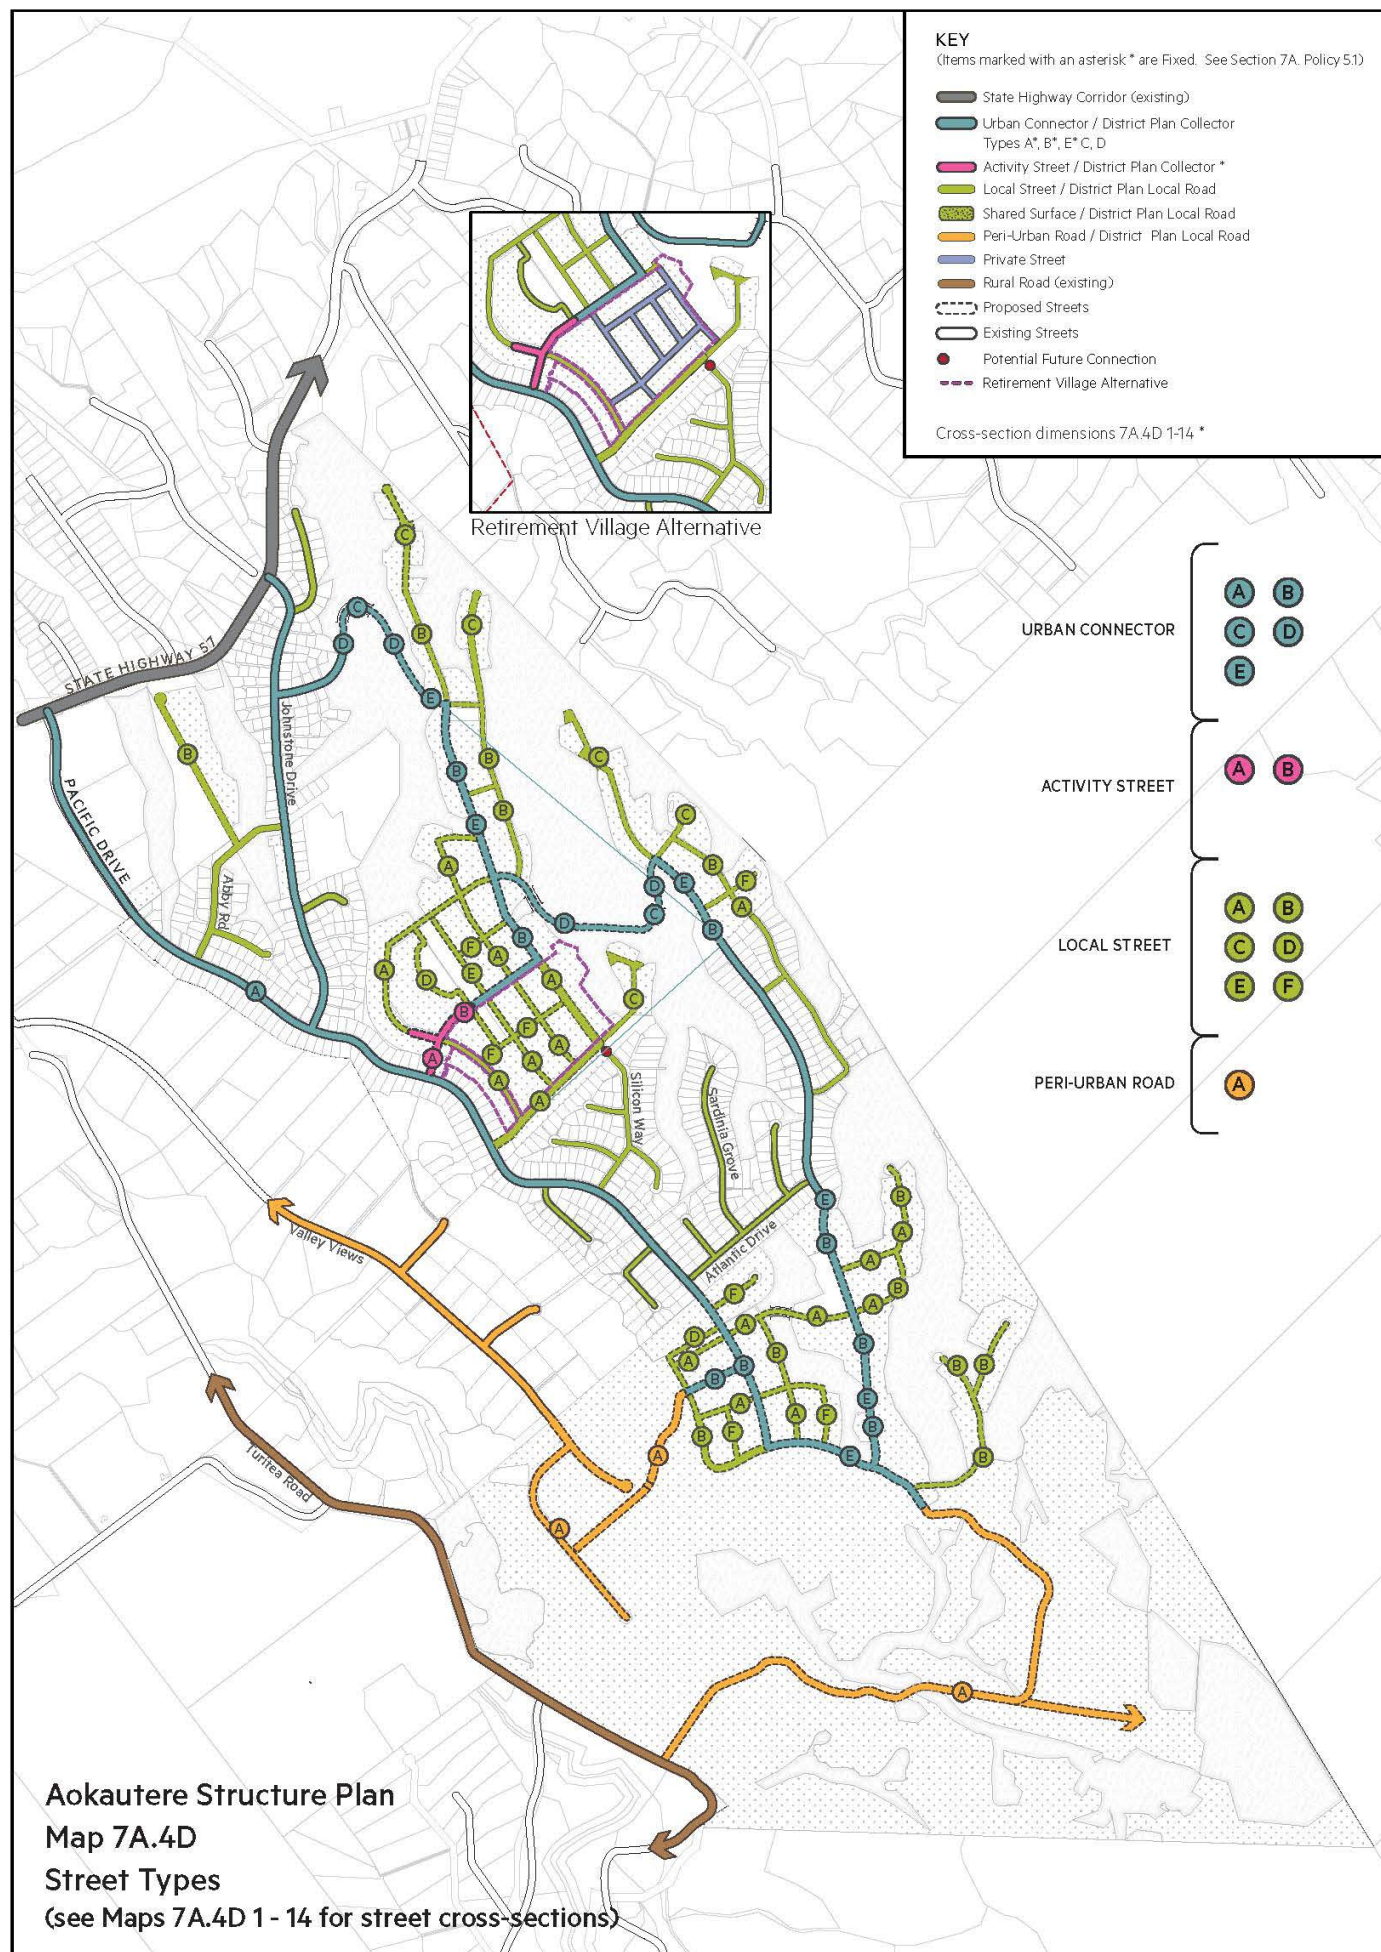 KEY
(Items marked with an asterisk * are Fixed. See Section 7A. Policy 5.1)
State Highway Corridor (existing)
Urban Connector / District Plan Collector
Types A*, B*, E* C, D
Activity Street / District Plan Collector *
Local Street / District Plan Local Road
Shared Surface / District Plan Local Road
Peri-Urban Road / District Plan Local Road
Private Street
Rural Road (existing)
Proposed Streets
Existing Streets
Potential Future Connection
Retirement Village Alternative
Cross-section dimensions 7A.4D 1-14 *
Retirement Village Alternative
URBAN CONNECTOR
A B
C D
E
ACTIVITY STREET
A B
LOCAL STREET
A B
C D
E F
PERI-URBAN ROAD
A
STATE HIGHWAY 57
PACIFIC DRIVE
Johnstone Drive
Abby Rd
Silicon Way
Sardinia Grove
Atlantic Drive
Valley Views
Turitea Road
C
C
B
C
D
D
E
B
B
B
E
B
A
D
C
D
E
B
C
C
B
F
A
A
B
A
D
F
E
A
A
B
A
F
F
A
A
A
A
C
A
E
B
B
A
A
B
A
A
F
D
A
A
B
B
B
A
F
B
A
F
B
E
B
E
B
B
B
A
A
A
Aokautere Structure Plan
Map 7A.4D
Street Types
(see Maps 7A.4D 1 - 14 for street cross-sections)